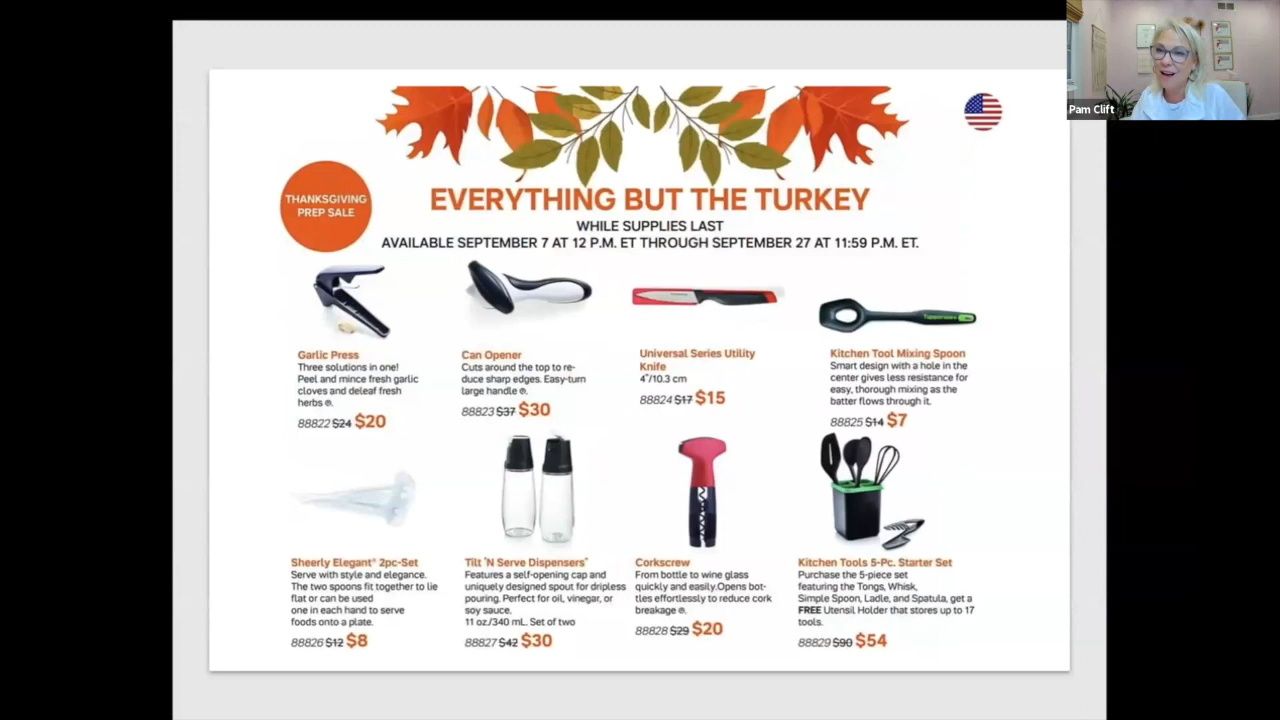 Pam Clift
THANKSGIVING
PREP SALE
EVERYTHING BUT THE TURKEY
WHILE SUPPLIES LAST
AVAILABLE SEPTEMBER 7 AT 12 P.M. ET THROUGH SEPTEMBER 27 AT 11:59 P.M. ET.
Garlic Press
Three solutions in one!
Peel and mince fresh garlic
cloves and deleaf fresh
herbs
88822 $24 $20
Can Opener
Cuts around the top to re-
duce sharp edges. Easy-turn
large handle
88823 $37 $30
Universal Series Utility
Knife
4"/10.3 cm
88824 $17 $15
Tupperware
Kitchen Tool Mixing Spoon
Smart design with a hole in the
center gives less resistance for
easy, thorough mixing as the
batter flows through it.
88825 $14 $7
Sheerly Elegant® 2pc-Set
Serve with style and elegance.
The two spoons fit together to lie
flat or can be used
one in each hand to serve
foods onto a plate.
88826 $12 $8
Tilt 'N Serve Dispensers*
Features a self-opening cap and
uniquely designed spout for dripless
pouring. Perfect for oil, vinegar, or
soy sauce.
11 oz./340 mL. Set of two
88827 $42 $30
Corkscrew
From bottle to wine glass
quickly and easily.Opens bot-
tles effortlessly to reduce cork
breakage
88828 $29 $20
Kitchen Tools 5-Pc. Starter Set
Purchase the 5-piece set
featuring the Tongs, Whisk,
Simple Spoon, Ladle, and Spatula, get a
FREE Utensil Holder that stores up to 17
tools.
88829 $90 $54